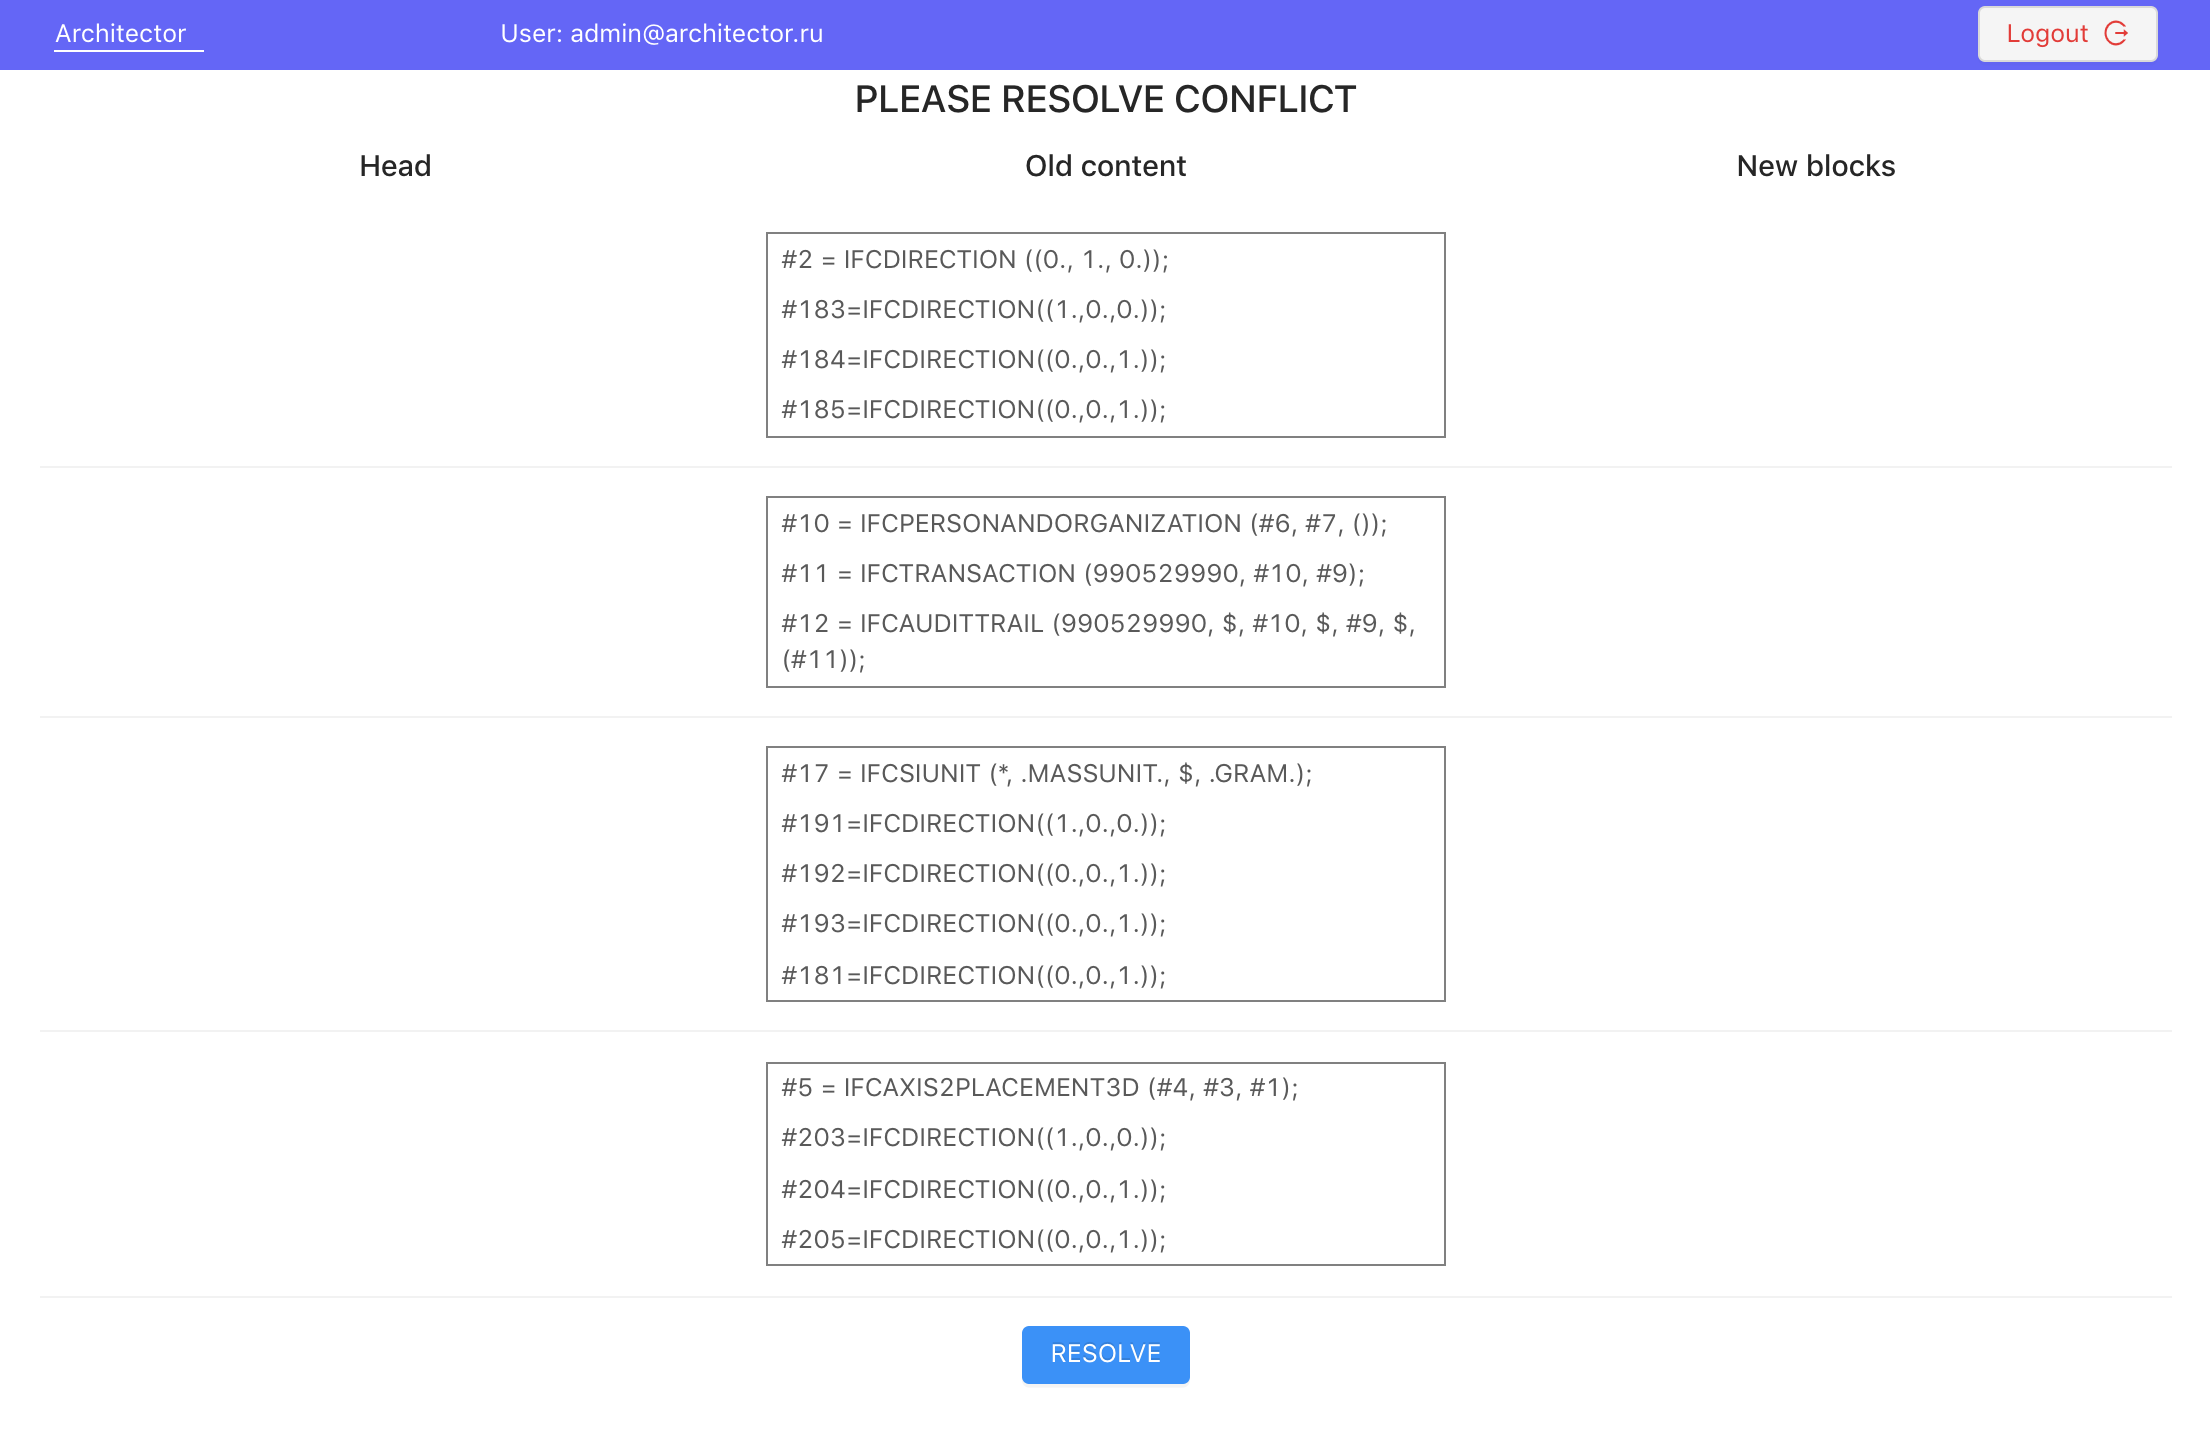 Architector
User: admin@architector.ru
Logout
PLEASE RESOLVE CONFLICT
Head
Old content
New blocks
#2 = IFCDIRECTION ((0., 1., 0.));
#183=IFCDIRECTION((1.,0.,0.));
#184=IFCDIRECTION((0.,0.,1.));
#185=IFCDIRECTION((0.,0.,1.));
#10 = IFCPERSONANDORGANIZATION (#6, #7, ());
#11 = IFCTRANSACTION (990529990, #10, #9);
#12 = IFCAUDITTRAIL (990529990, $, #10, $, #9, $,
(#11));
#17 = IFCSIUNIT (*, .MASSUNIT., $, .GRAM.);
#191=IFCDIRECTION((1.,0.,0.));
#192=IFCDIRECTION((0.,0.,1.));
#193=IFCDIRECTION((0.,0.,1.));
#181=IFCDIRECTION((0.,0.,1.));
#5 = IFCAXIS2PLACEMENT3D (#4, #3, #1);
#203=IFCDIRECTION((1.,0.,0.));
#204=IFCDIRECTION((0.,0.,1.));
#205=IFCDIRECTION((0.,0.,1.));
RESOLVE